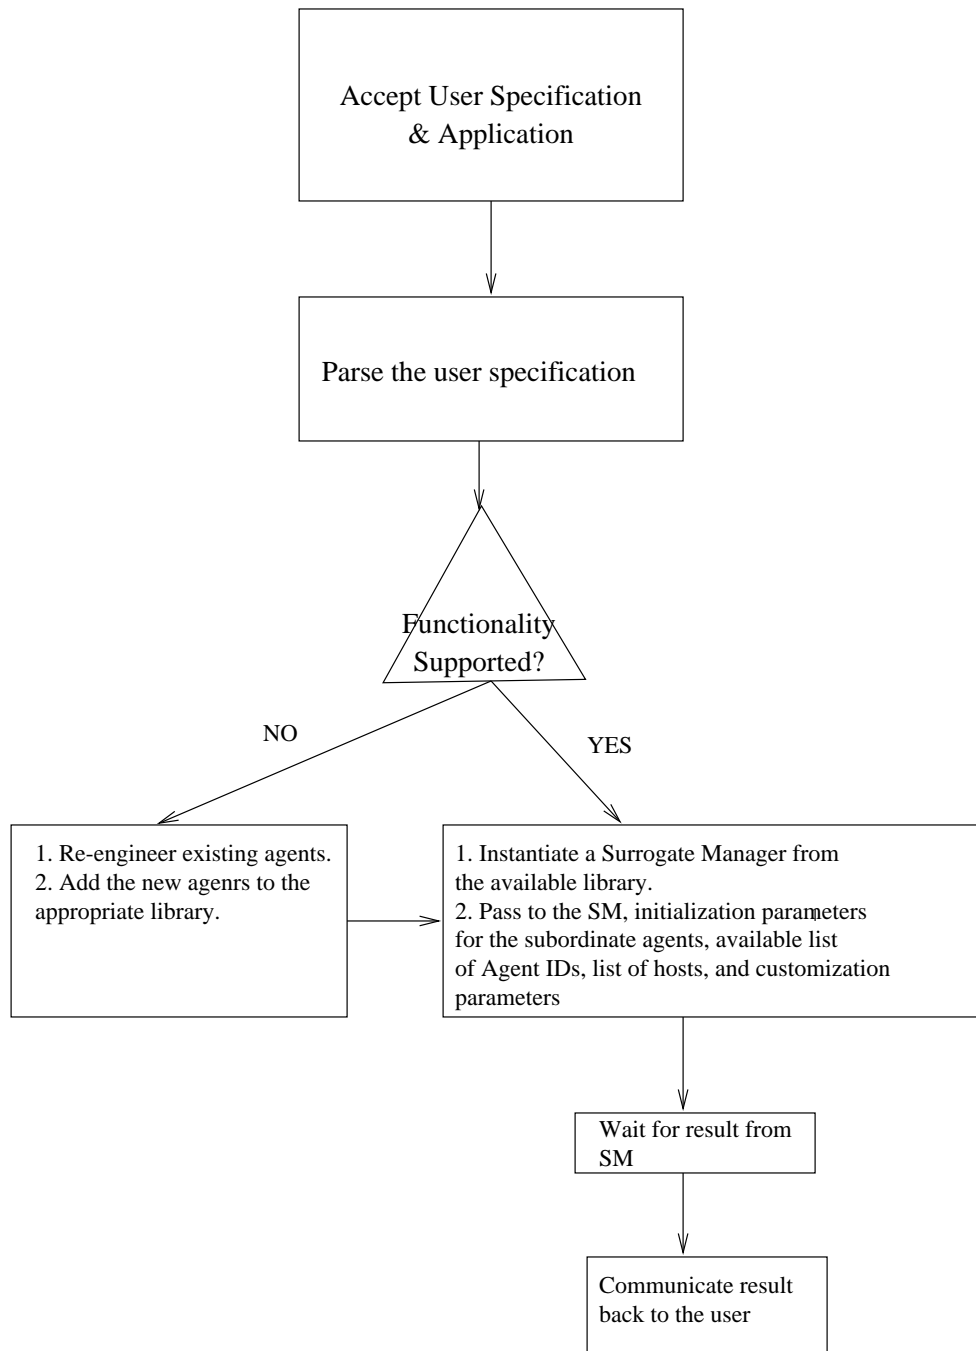 Accept User Specification
& Application
Parse the user specification
Functionality
Supported?
NO
YES
1. Re-engineer existing agents.
2. Add the new agenrs to the
appropriate library.
1. Instantiate a Surrogate Manager from
the available library.
2. Pass to the SM, initialization parameters
for the subordinate agents, available list
of Agent IDs, list of hosts, and customization
parameters
Wait for result from
SM
Communicate result
back to the user